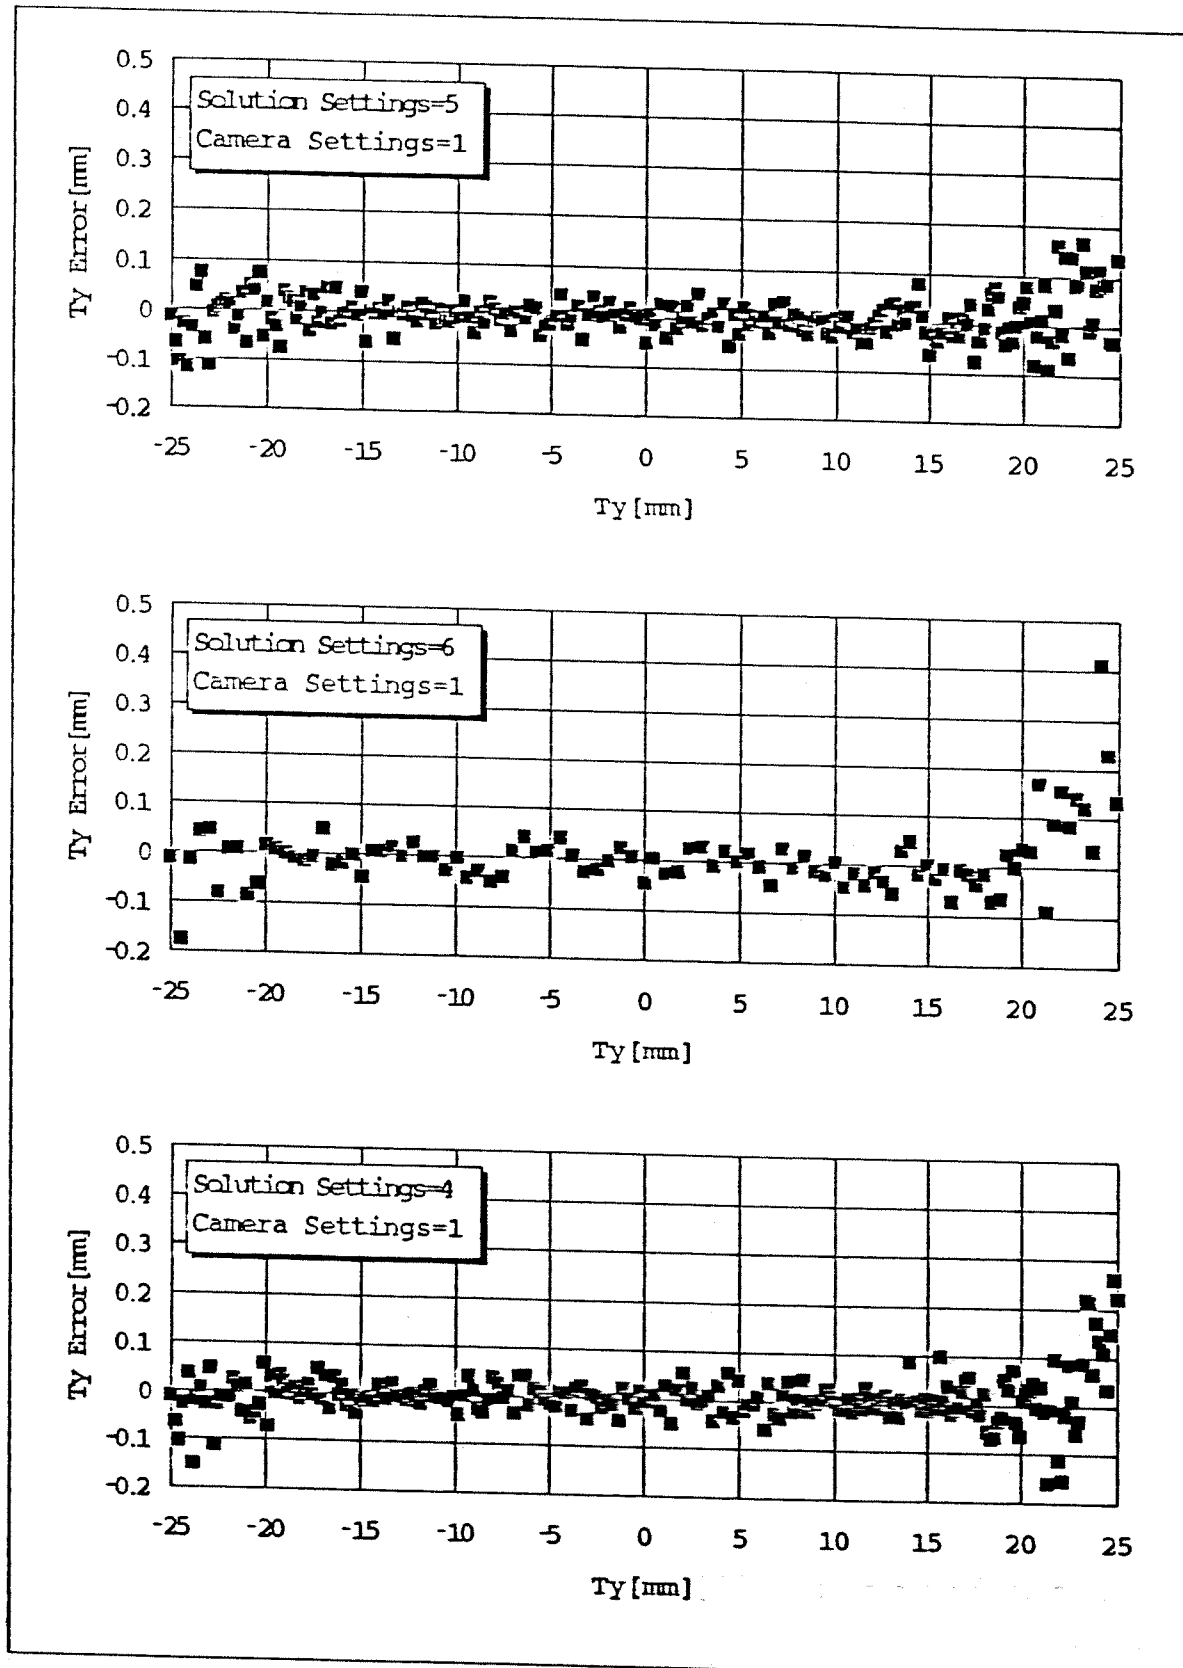 0.5
0.4
0.3
0.2
0.1
0
-0.1
-0.2
Ty Error[mm]
Solution Settings=5
Camera Settings=1
-25 -20 -15 -10 -5 0 5 10 15 20 25
Ty[mm]
0.5
0.4
0.3
0.2
0.1
0
-0.1
-0.2
Ty Error[mm]
Solution Settings=6
Camera Settings=1
-25 -20 -15 -10 -5 0 5 10 15 20 25
Ty[mm]
0.5
0.4
0.3
0.2
0.1
0
-0.1
-0.2
Ty Error[mm]
Solution Settings=4
Camera Settings=1
-25 -20 -15 -10 -5 0 5 10 15 20 25
Ty[mm]